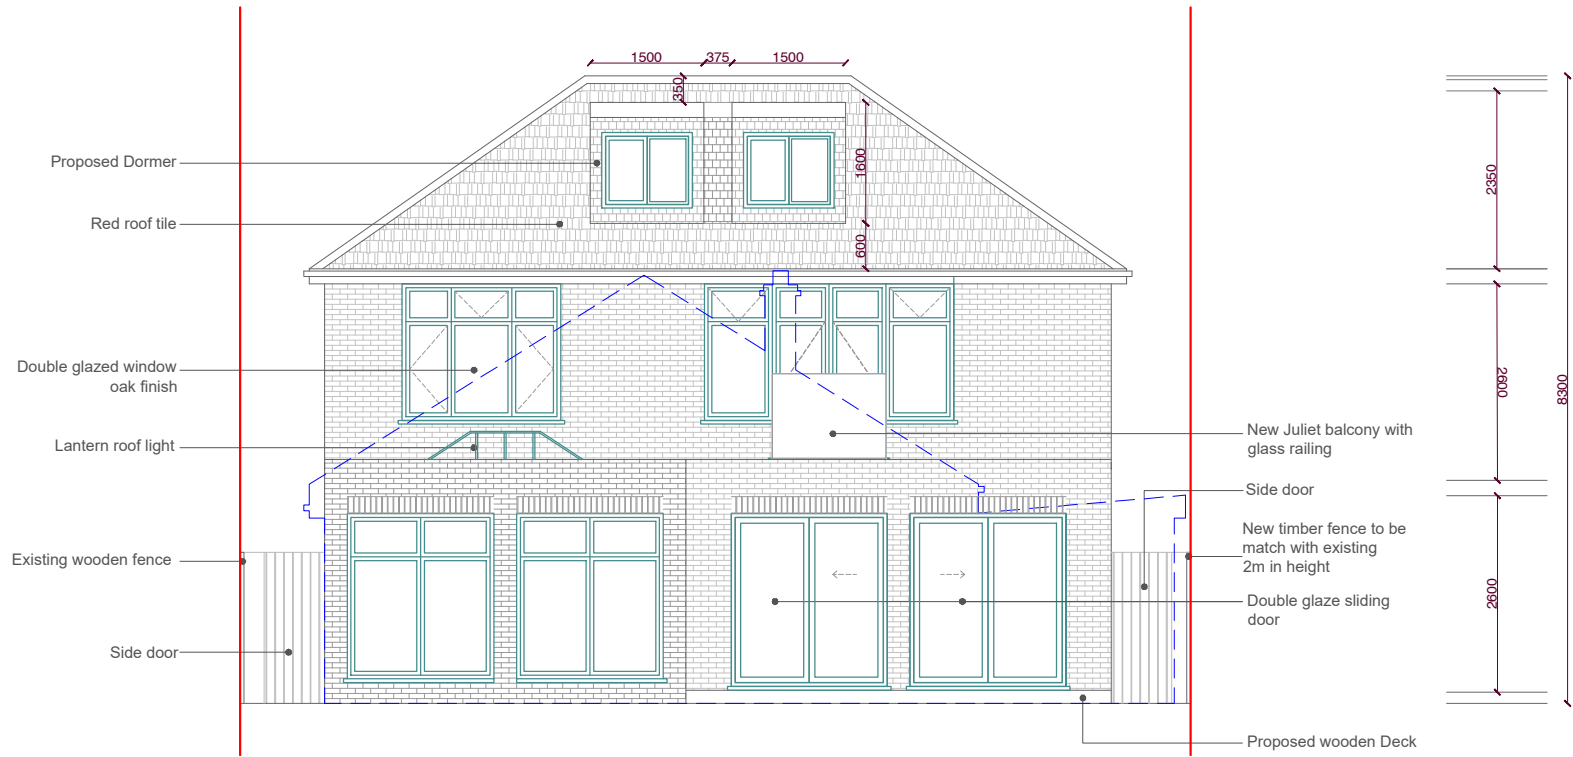 1500
375
1500
350
Proposed Dormer
1600
2350
Red roof tile
600
Double glazed window
oak finish
2600
8300
Lantern roof light
New Juliet balcony with
glass railing
Side door
New timber fence to be
match with existing
2m in height
Existing wooden fence
2600
Double glaze sliding
door
Side door
Proposed wooden Deck